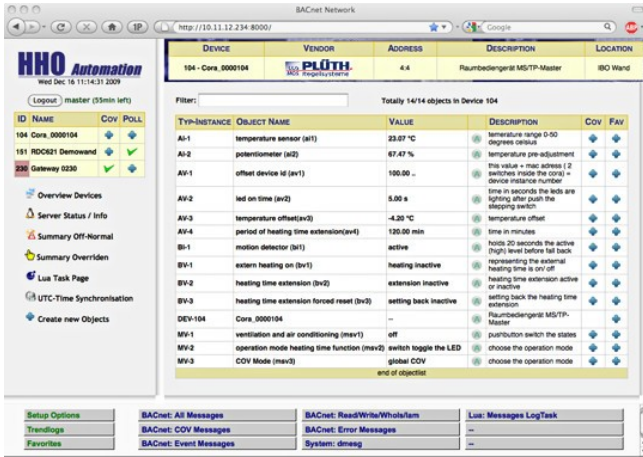 BACnet Network
1P
http://10.11.12.234:8000/
Google
HHO Automation
Wed Dec 16 11:14:31 2009
Logout master (55min left)
ID NAME COV POLL
104 Cora_0000104
151 RDC621 Demowand
230 Gateway 0230
Overview Devices
Server Status / Info
Summary Off-Normal
Summary Overriden
Lua Task Page
UTC-Time Synchronisation
Create new Objects
DEVICE VENDOR ADDRESS DESCRIPTION LOCATION
104 - Cora_0000104 PLÜTH. Regelsysteme 4:4 Raumbediengerät MS/TP-Master IBO Wand
Filter: Totally 14/14 objects in Device 104
TYP-INSTANCE OBJECT NAME VALUE DESCRIPTION COV FAV
AI-1 temperature sensor (ai1) 23.07 °C temerature range 0-50 degrees celsius
AI-2 potentiometer (ai2) 67.47 % temperature pre-adjustment
AV-1 offset device id (av1) 100.00 .. this value + mac adress ( 2 switches inside the cora) = device instance number
AV-2 led on time (av2) 5.00 s time in seconds the leds are lighting after push the stepping switch
AV-3 temperature offset(av3) -4.20 °C temperature offset
AV-4 period of heating time extension(av4) 120.00 min time in minutes
BI-1 motion detector (bi1) active holds 20 seconds the active (high) level before fall back
BV-1 extern heating on (bv1) heating inactive representing the external heating time is on/ off
BV-2 heating time extension (bv2) extension inactive heating time extension active or inactive
BV-3 heating time extension forced reset (bv3) setting back inactive setting back the heating time extension
DEV-104 Cora_0000104 -- Raumbediengerät MS/TP-Master
MV-1 ventilation and air conditioning (msv1) off pushbutton switch the states
MV-2 operation mode heating time function (msv2) switch toggle the LED choose the operation mode
MV-3 COV Mode (msv3) global COV choose the operation mode
end of objectlist
Setup Options BACnet: All Messages BACnet: Read/Write/WhoIs/Iam Lua: Messages LogTask
Trendlogs BACnet: COV Messages BACnet: Error Messages --
Favorites BACnet: Event Messages System: dmesg --